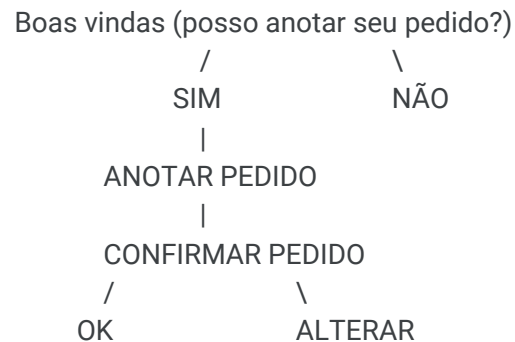 Boas vindas (posso anotar seu pedido?)
/ \
SIM NÃO
|
ANOTAR PEDIDO
|
CONFIRMAR PEDIDO
/ \
OK ALTERAR